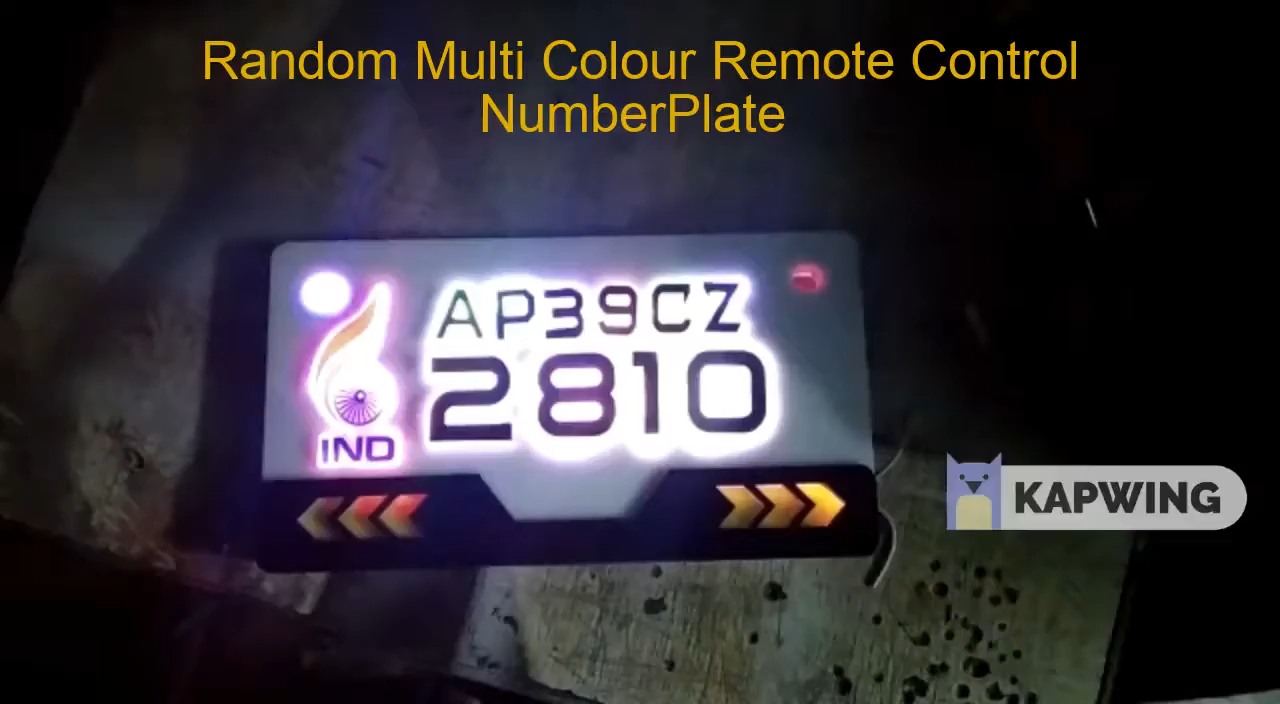 Random Multi Colour Remote Control
NumberPlate
AP39CZ
2810
IND
KAPWING